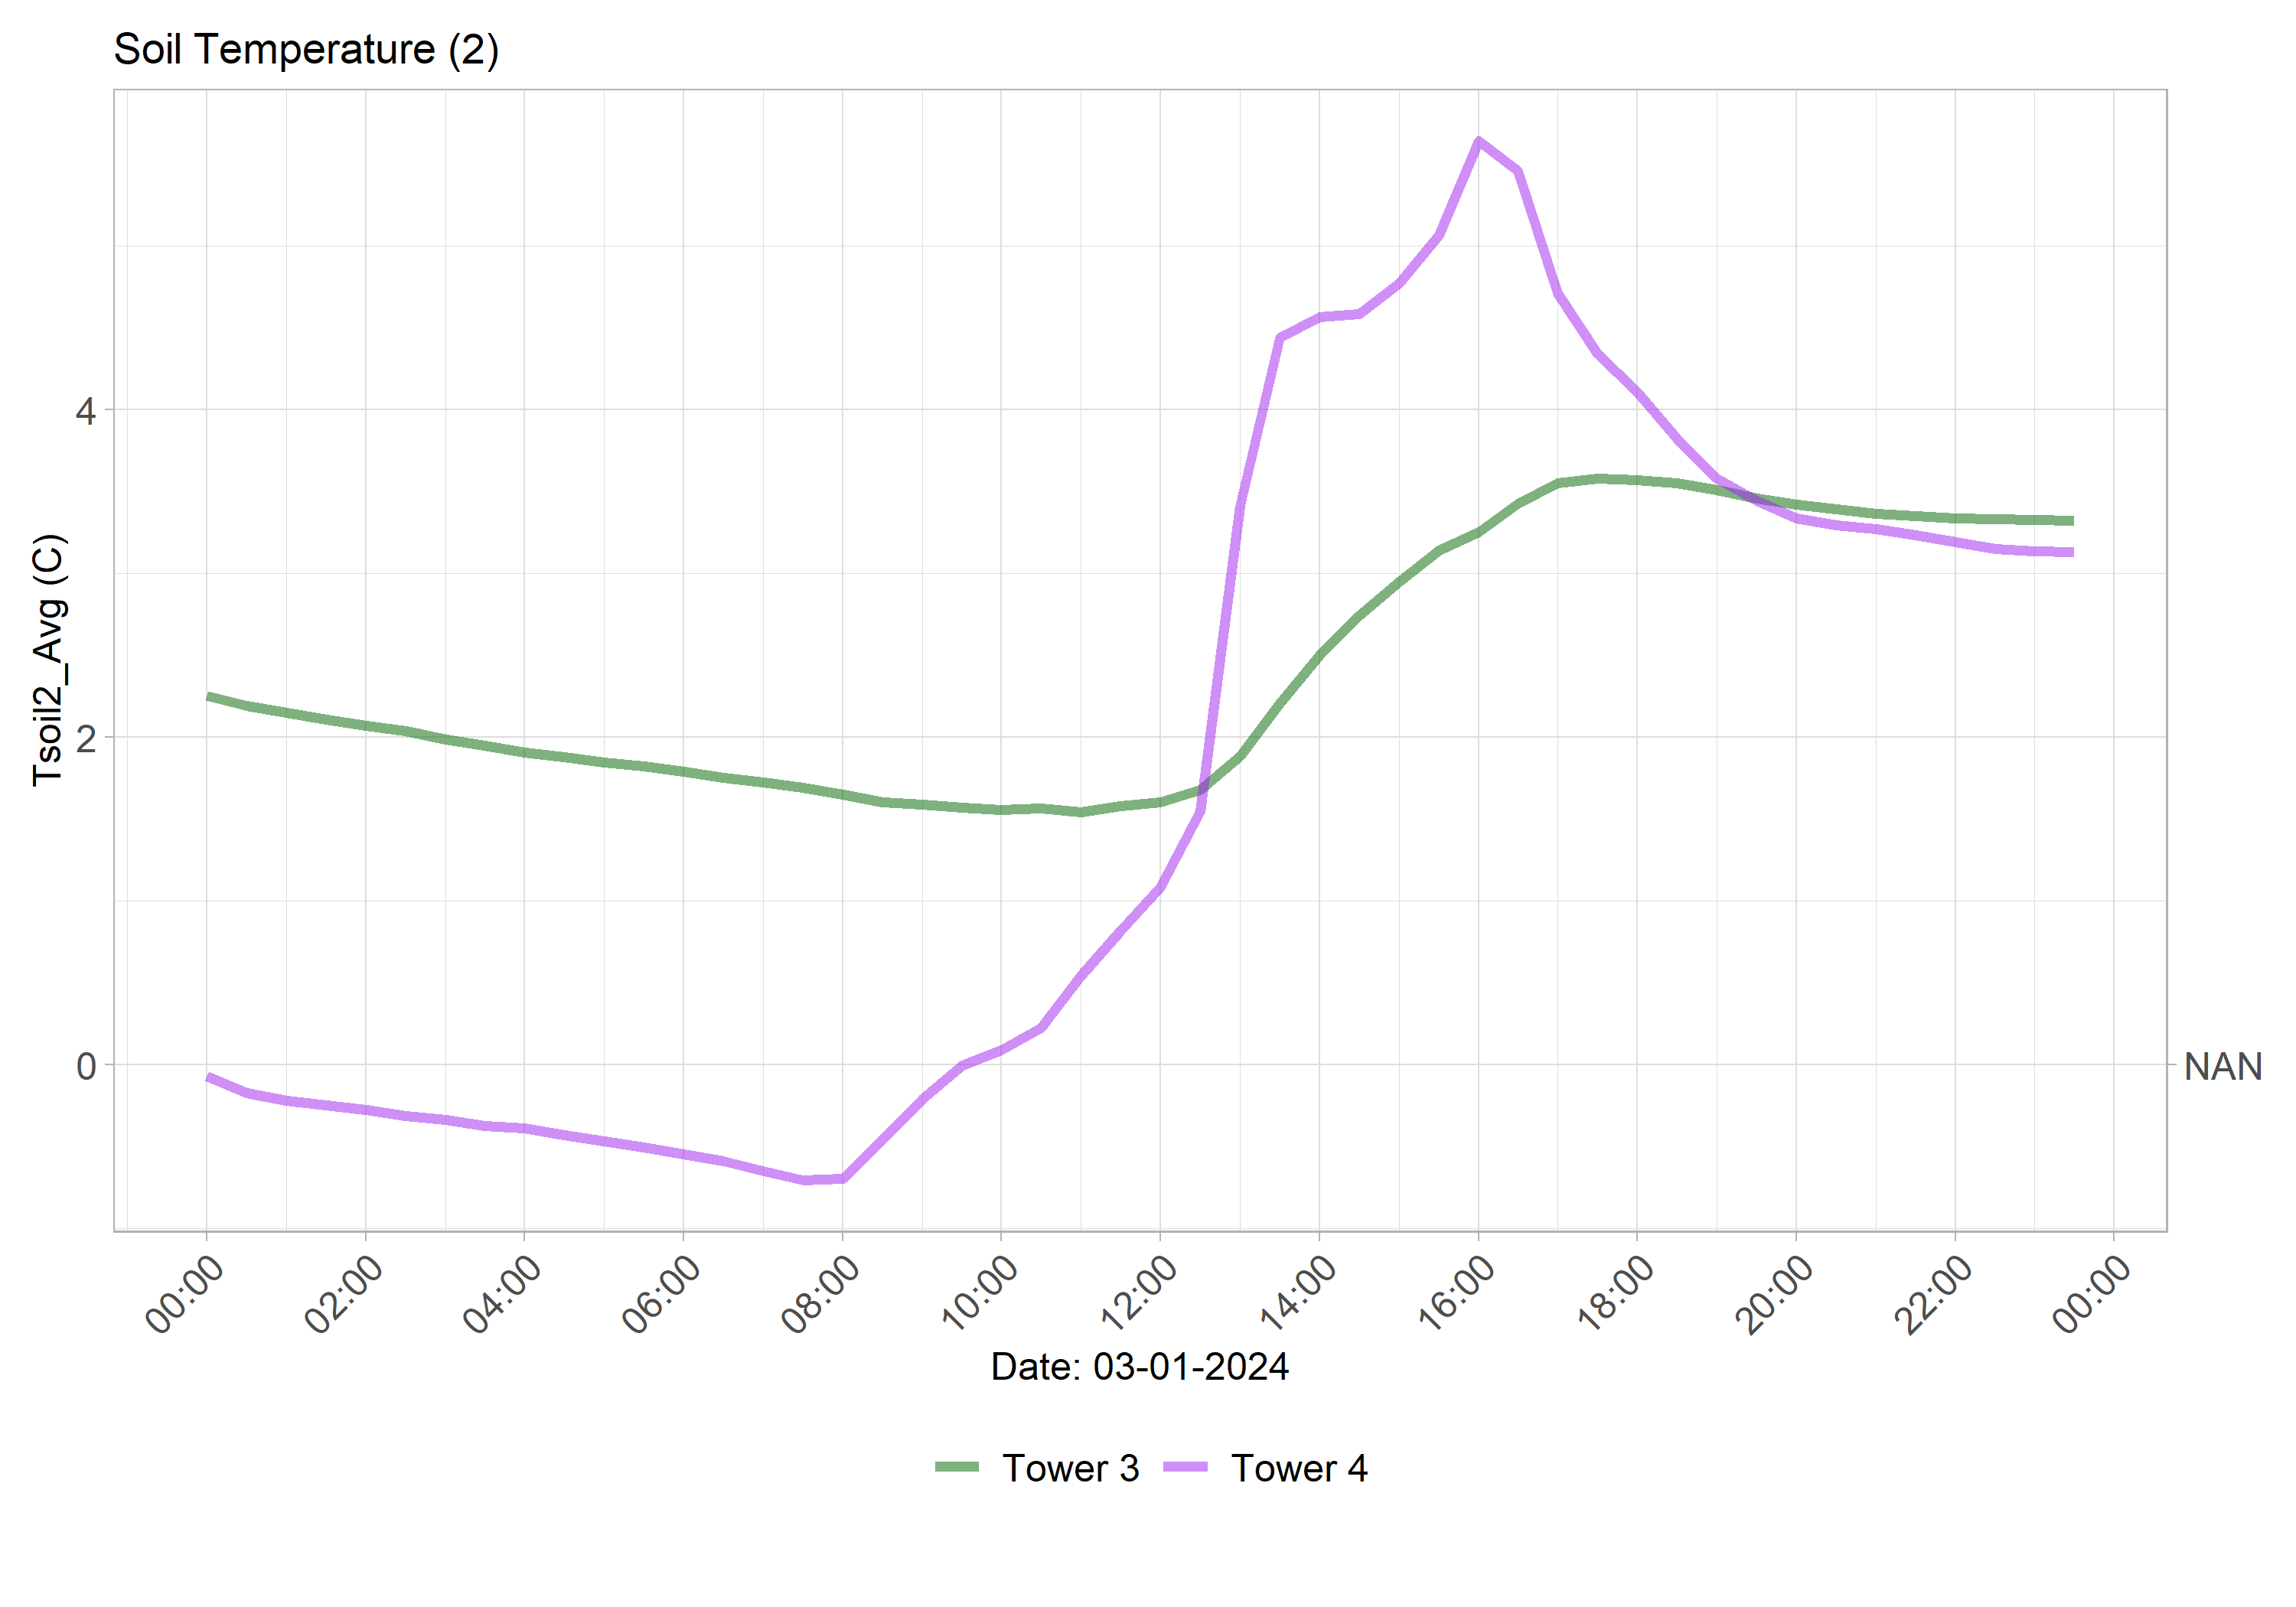 Soil Temperature (2)
Tsoil2_Avg (C)
4
2
0
NAN
00:00 02:00 04:00 06:00 08:00 10:00 12:00 14:00 16:00 18:00 20:00 22:00 00:00
Date: 03-01-2024
Tower 3 Tower 4